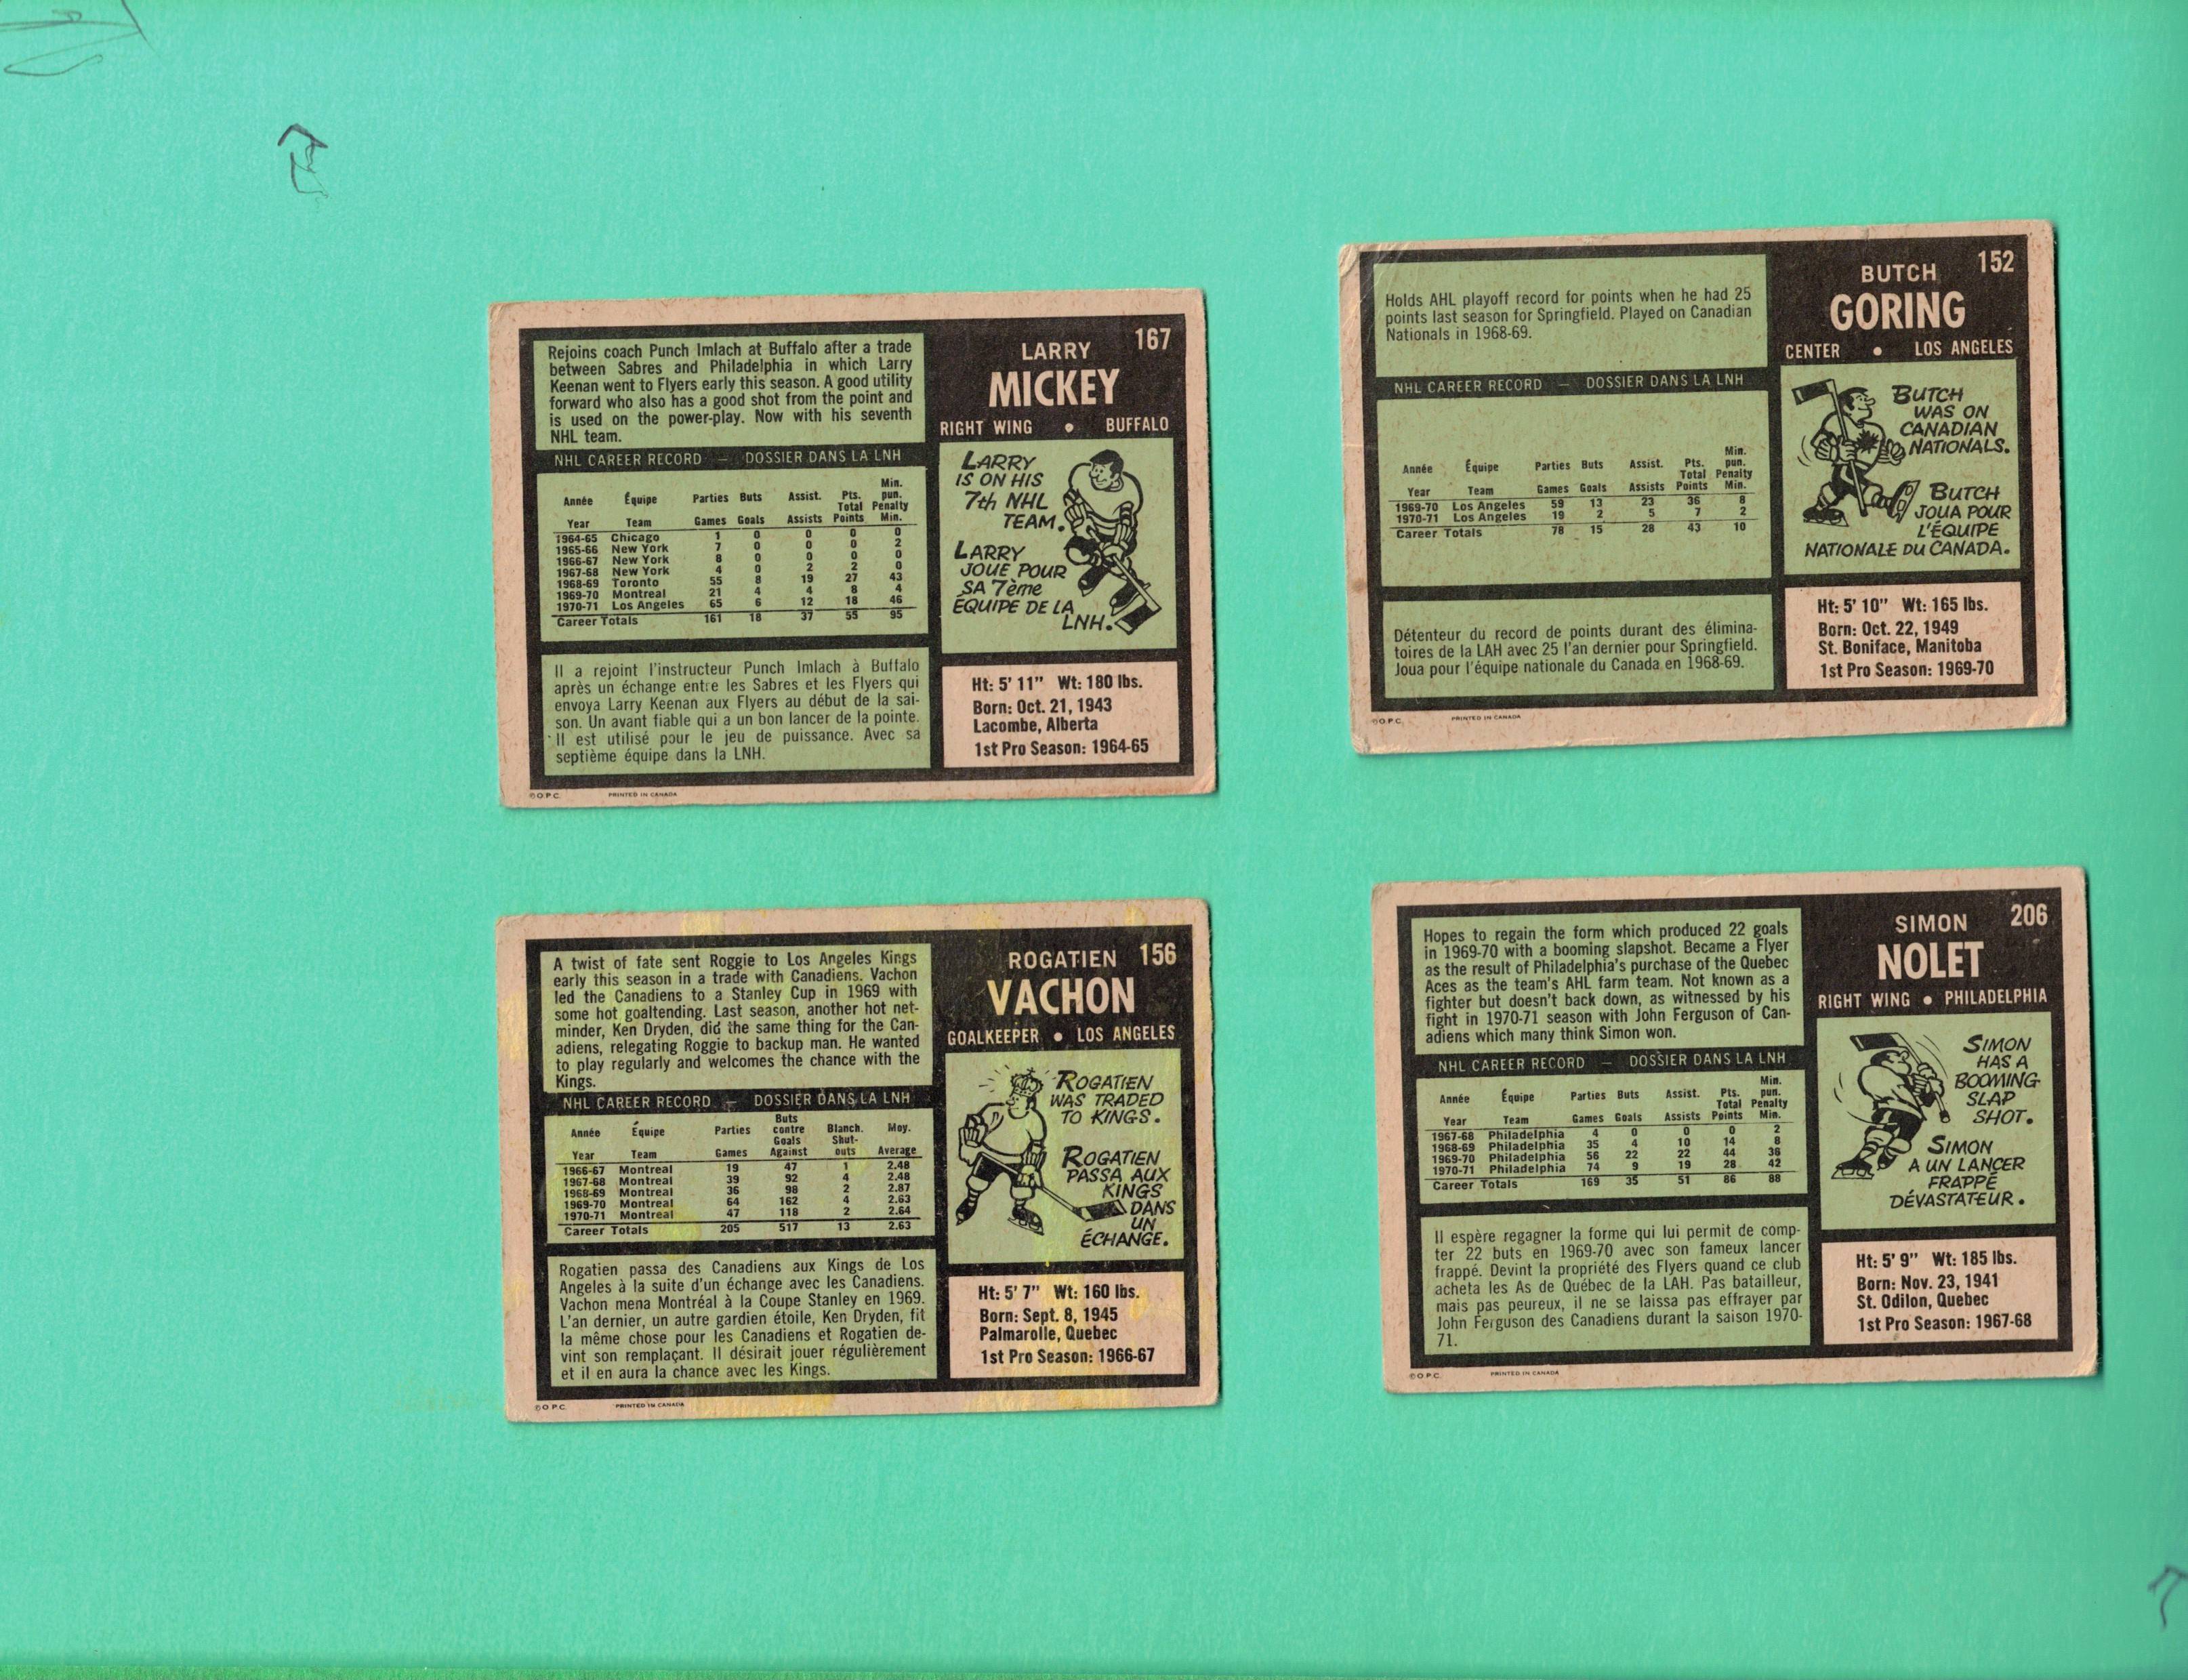 LARRY 167
MICKEY
RIGHT WING • BUFFALO
Rejoins coach Punch Imlach at Buffalo after a trade
between Sabres and Philadelphia in which Larry
Keenan went to Flyers early this season. A good utility
forward who also has a good shot from the point and
is used on the power-play. Now with his seventh
NHL team.
LARRY
IS ON HIS
7th NHL
TEAM.
LARRY
JOUE POUR
SA 7ème
EQUIPE DE LA
LNH.
NHL CAREER RECORD — DOSSIER DANS LA LNH
Année Équipe Parties Buts Assist. Pts. Total Min. pun.
Year Team Games Goals Assists Points Penalty Min.
1964-65 Chicago 1 0 0 0 0
1965-66 New York 7 0 0 0 2
1966-67 New York 8 0 0 0 0
1967-68 New York 4 0 2 2 0
1968-69 Toronto 55 8 19 27 43
1969-70 Montreal 21 4 4 8 4
1970-71 Los Angeles 65 6 12 18 46
Career Totals 161 18 37 55 95
Ht: 5' 11" Wt: 180 lbs.
Born: Oct. 21, 1943
Lacombe, Alberta
1st Pro Season: 1964-65
Il a rejoint l'instructeur Punch Imlach à Buffalo
après un échange entre les Sabres et les Flyers qui
envoya Larry Keenan aux Flyers au début de la sai-
son. Un avant fiable qui a un bon lancer de la pointe.
Il est utilisé pour le jeu de puissance. Avec sa
septième équipe dans la LNH.
©O.P.C. PRINTED IN CANADA
BUTCH 152
GORING
CENTER • LOS ANGELES
Holds AHL playoff record for points when he had 25
points last season for Springfield. Played on Canadian
Nationals in 1968-69.
BUTCH
WAS ON
CANADIAN
NATIONALS.
BUTCH
JOUA POUR
L'ÉQUIPE
NATIONALE DU CANADA.
NHL CAREER RECORD — DOSSIER DANS LA LNH
Année Équipe Parties Buts Assist. Pts. Total Min. pun.
Year Team Games Goals Assists Points Penalty Min.
1969-70 Los Angeles 59 13 23 36 8
1970-71 Los Angeles 19 2 5 7 2
Career Totals 78 15 28 43 10
Ht: 5' 10" Wt: 165 lbs.
Born: Oct. 22, 1949
St. Boniface, Manitoba
1st Pro Season: 1969-70
Détenteur du record de points durant des élimina-
toires de la LAH avec 25 l'an dernier pour Springfield.
Joua pour l'équipe nationale du Canada en 1968-69.
©O.P.C. PRINTED IN CANADA
ROGATIEN 156
VACHON
GOALKEEPER • LOS ANGELES
A twist of fate sent Roggie to Los Angeles Kings
early this season in a trade with Canadiens. Vachon
led the Canadiens to a Stanley Cup in 1969 with
some hot goaltending. Last season, another hot net-
minder, Ken Dryden, did the same thing for the Can-
adiens, relegating Roggie to backup man. He wanted
to play regularly and welcomes the chance with the
Kings.
ROGATIEN
WAS TRADED
TO KINGS.
ROGATIEN
PASSA AUX
KINGS
DANS
UN
ÉCHANGE.
NHL CAREER RECORD — DOSSIER DANS LA LNH
Année Équipe Parties Buts contre Blanch. Moy.
Year Team Games Goals Against Shut-outs Average
1966-67 Montreal 19 47 1 2.48
1967-68 Montreal 39 92 4 2.48
1968-69 Montreal 36 98 2 2.87
1969-70 Montreal 64 162 4 2.63
1970-71 Montreal 47 118 2 2.64
Career Totals 205 517 13 2.63
Ht: 5' 7" Wt: 160 lbs.
Born: Sept. 8, 1945
Palmarolle, Quebec
1st Pro Season: 1966-67
Rogatien passa des Canadiens aux Kings de Los
Angeles à la suite d'un échange avec les Canadiens.
Vachon mena Montréal à la Coupe Stanley en 1969.
L'an dernier, un autre gardien étoile, Ken Dryden, fit
la même chose pour les Canadiens et Rogatien de-
vint son remplaçant. Il désirait jouer régulièrement
et il en aura la chance avec les Kings.
©O.P.C. PRINTED IN CANADA
SIMON 206
NOLET
RIGHT WING • PHILADELPHIA
Hopes to regain the form which produced 22 goals
in 1969-70 with a booming slapshot. Became a Flyer
as the result of Philadelphia's purchase of the Quebec
Aces as the team's AHL farm team. Not known as a
fighter but doesn't back down, as witnessed by his
fight in 1970-71 season with John Ferguson of Can-
adiens which many think Simon won.
SIMON
HAS A
BOOMING
SLAP
SHOT.
SIMON
A UN LANCER
FRAPPÉ
DÉVASTATEUR.
NHL CAREER RECORD — DOSSIER DANS LA LNH
Année Équipe Parties Buts Assist. Pts. Total Min. pun.
Year Team Games Goals Assists Points Penalty Min.
1967-68 Philadelphia 4 0 0 0 2
1968-69 Philadelphia 35 4 10 14 8
1969-70 Philadelphia 56 22 22 44 36
1970-71 Philadelphia 74 9 19 28 42
Career Totals 169 35 51 86 88
Ht: 5' 9" Wt: 185 lbs.
Born: Nov. 23, 1941
St. Odilon, Quebec
1st Pro Season: 1967-68
Il espère regagner la forme qui lui permit de comp-
ter 22 buts en 1969-70 avec son fameux lancer
frappé. Devint la propriété des Flyers quand ce club
acheta les As de Québec de la LAH. Pas batailleur,
mais pas peureux, il ne se laissa pas effrayer par
John Ferguson des Canadiens durant la saison 1970-
71.
©O.P.C. PRINTED IN CANADA